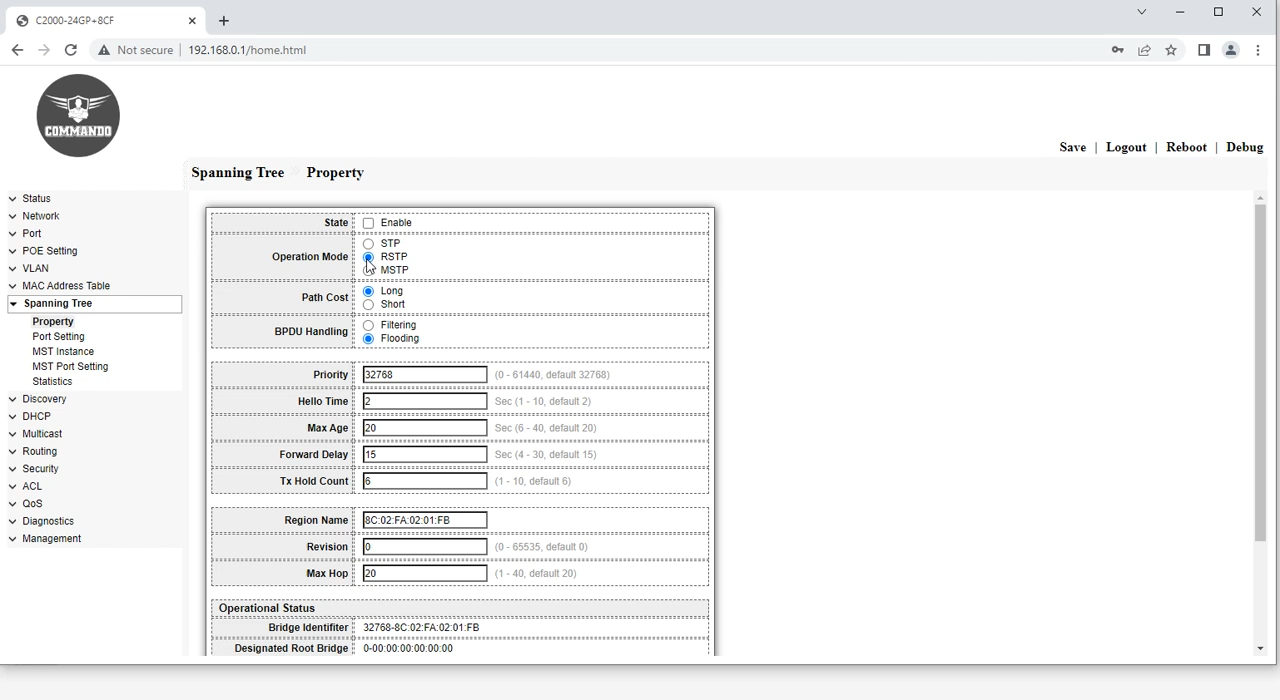 C2000-24GP+8CF
Not secure 192.168.0.1/home.html
COMMANDO
Save | Logout | Reboot | Debug
Spanning Tree Property
Status
Network
Port
POE Setting
VLAN
MAC Address Table
Spanning Tree
Property
Port Setting
MST Instance
MST Port Setting
Statistics
Discovery
DHCP
Multicast
Routing
Security
ACL
QoS
Diagnostics
Management
State Enable
Operation Mode STP
RSTP
MSTP
Path Cost Long
Short
BPDU Handling Filtering
Flooding
Priority 32768 (0 - 61440, default 32768)
Hello Time 2 Sec (1 - 10, default 2)
Max Age 20 Sec (6 - 40, default 20)
Forward Delay 15 Sec (4 - 30, default 15)
Tx Hold Count 6 (1 - 10, default 6)
Region Name 8C:02:FA:02:01:FB
Revision 0 (0 - 65535, default 0)
Max Hop 20 (1 - 40, default 20)
Operational Status
Bridge Identifiter 32768-8C:02:FA:02:01:FB
Designated Root Bridge 0-00:00:00:00:00:00